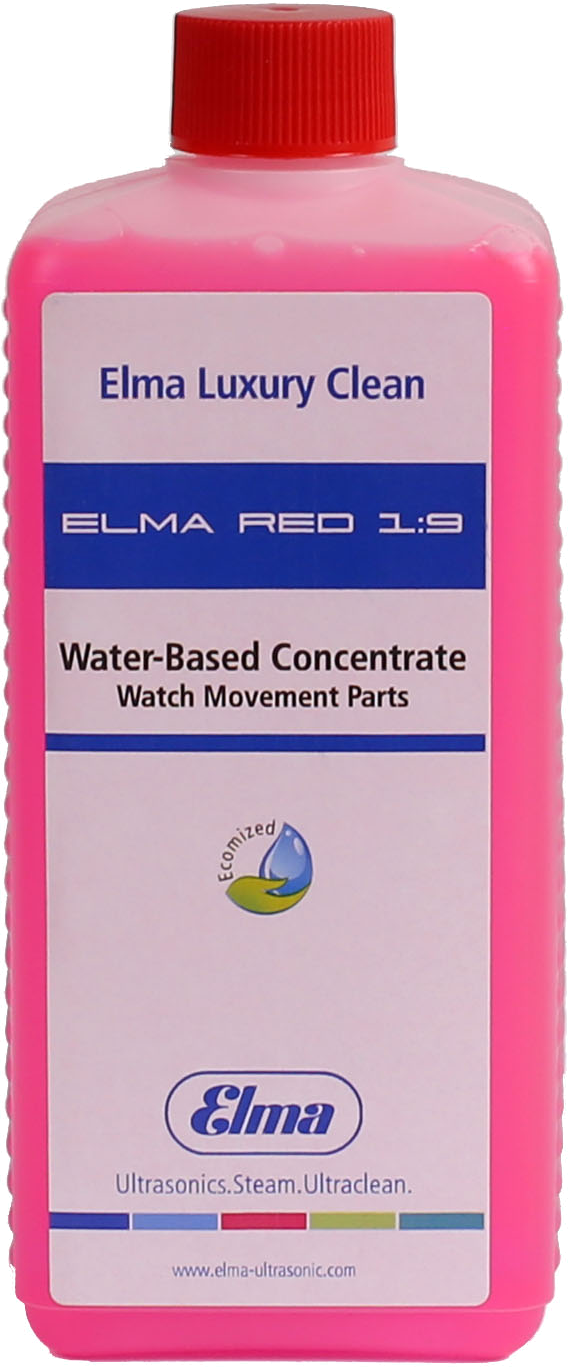 Elma Luxury Clean
ELMA RED 1:9
Water-Based Concentrate
Watch Movement Parts
Ecomized
Elma
Ultrasonics.Steam.Ultraclean.
www.elma-ultrasonic.com